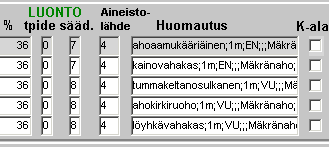 LUONTO Aineisto-
% tpide sääd. lähde Huomautus K-ala
36 0 7 4 ahoaamukääriäinen;1m;EN;;;Mäkrä
36 0 7 4 kainovahakas;1m;EN;;;Mäkränaho;
36 0 8 4 tummakeltanosulkanen;1m;VU;;;Mä
36 0 8 4 ahokirkiruoho;1m;VU;;;Mäkränaho
36 0 8 4 löyhkävahakas;1m;VU;;;Mäkränaho